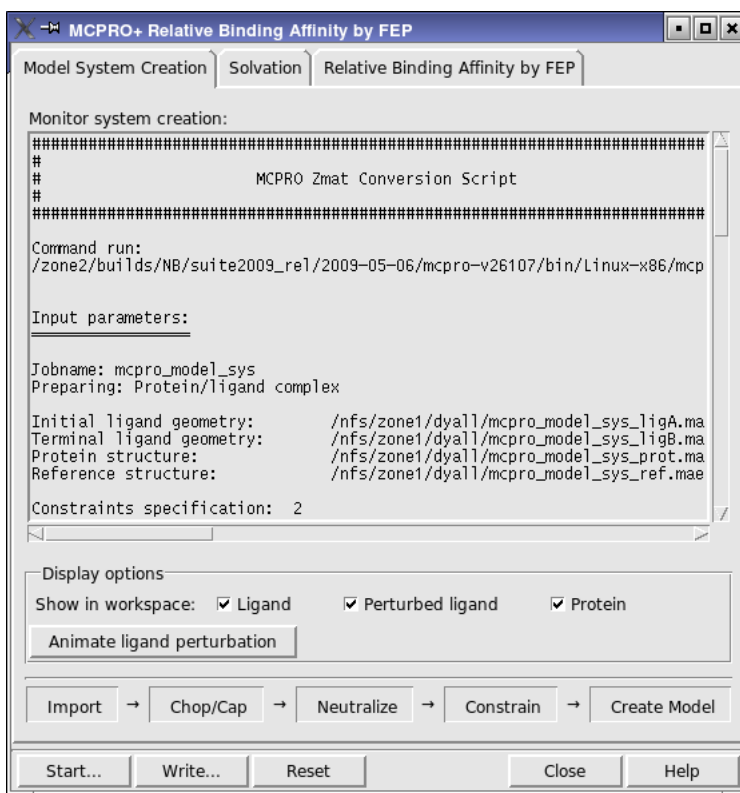 MCPRO+ Relative Binding Affinity by FEP
Model System Creation Solvation Relative Binding Affinity by FEP
Monitor system creation:
########################################################################
#
# MCPRO Zmat Conversion Script
#
########################################################################
Command run:
/zone2/builds/NB/suite2009_rel/2009-05-06/mcpro-v26107/bin/Linux-x86/mcp
Input parameters:
=================
Jobname: mcpro_model_sys
Preparing: Protein/ligand complex
Initial ligand geometry: /nfs/zone1/dyall/mcpro_model_sys_ligA.ma
Terminal ligand geometry: /nfs/zone1/dyall/mcpro_model_sys_ligB.ma
Protein structure: /nfs/zone1/dyall/mcpro_model_sys_prot.ma
Reference structure: /nfs/zone1/dyall/mcpro_model_sys_ref.mae
Constraints specification: 2
Display options
Show in workspace: Ligand Perturbed ligand Protein
Animate ligand perturbation
Import → Chop/Cap → Neutralize → Constrain → Create Model
Start... Write... Reset Close Help